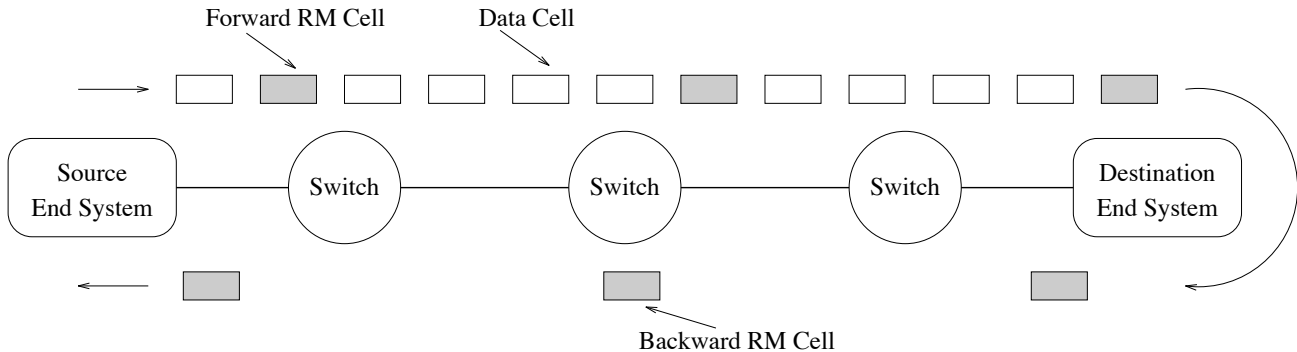 Forward RM Cell
Data Cell
Source
End System
Switch
Switch
Switch
Destination
End System
Backward RM Cell